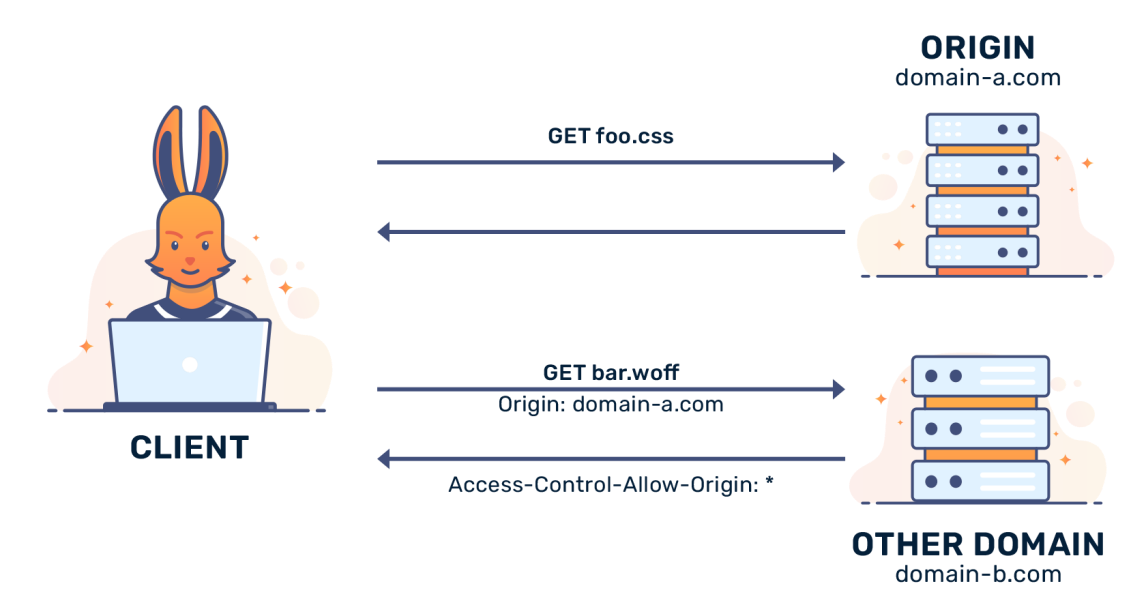 ORIGIN
domain-a.com
GET foo.css
GET bar.woff
Origin: domain-a.com
CLIENT
Access-Control-Allow-Origin: *
OTHER DOMAIN
domain-b.com